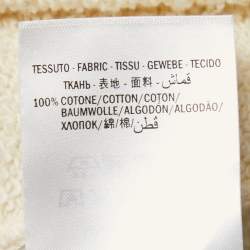 TESSUTO - FABRIC - TISSU - GEWEBE - TECIDO
ТКАНЬ - 表地 - 面料 - قماش
100% COTONE/COTTON/COTON/
BAUMWOLLE/ALGODÓN/ALGODÃO/
ХЛОПОК/綿/棉/قطن